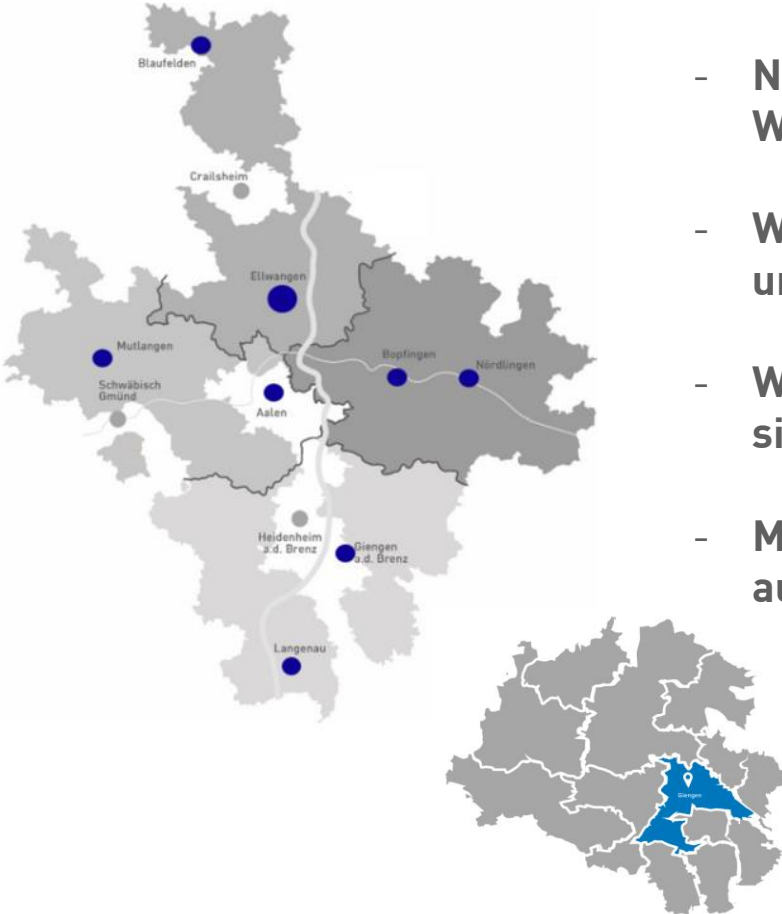 Blaufelden
Crailsheim
Ellwangen
Mutlangen
Schwäbisch
Gmünd
Aalen
Bopfingen
Nördlingen
Heidenheim
a.d. Brenz
Giengen
a.d. Brenz
Langenau
Giengen
-
-
-
-